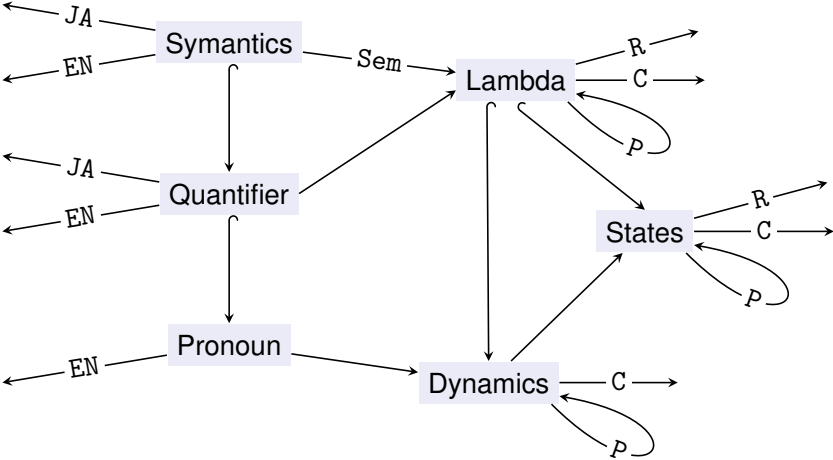 JA
Symantics
EN
Sem
Lambda
R
C
P
JA
Quantifier
EN
States
R
C
P
Pronoun
EN
Dynamics
C
P